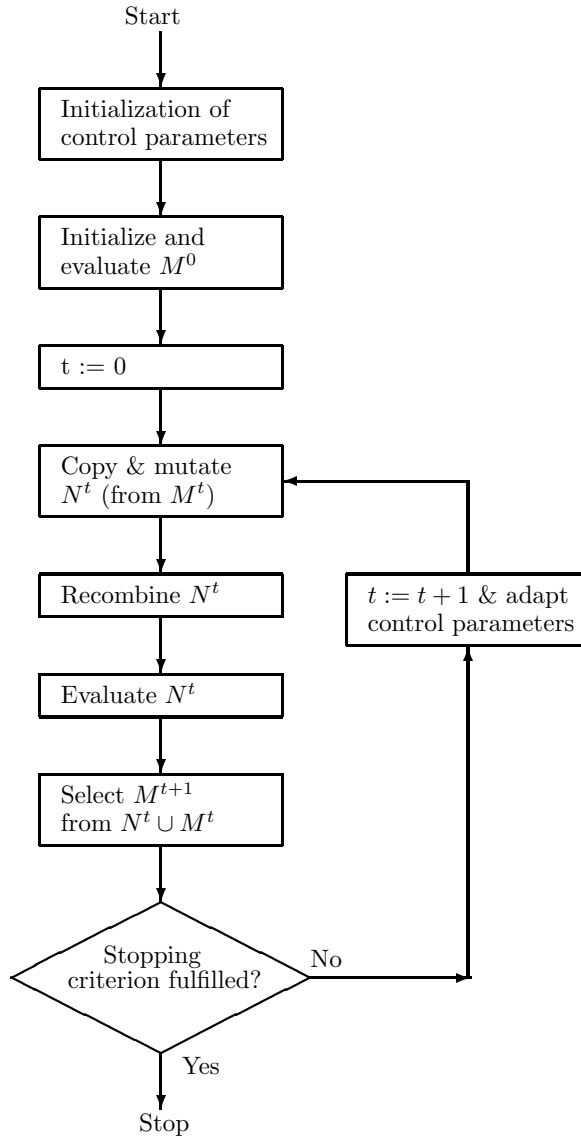 Start
Initialization of
control parameters
Initialize and
evaluate $M^0$
t := 0
Copy & mutate
$N^t$ (from $M^t$)
Recombine $N^t$
$t := t + 1$ & adapt
control parameters
Evaluate $N^t$
Select $M^{t+1}$
from $N^t \cup M^t$
Stopping
criterion fulfilled?
No
Yes
Stop